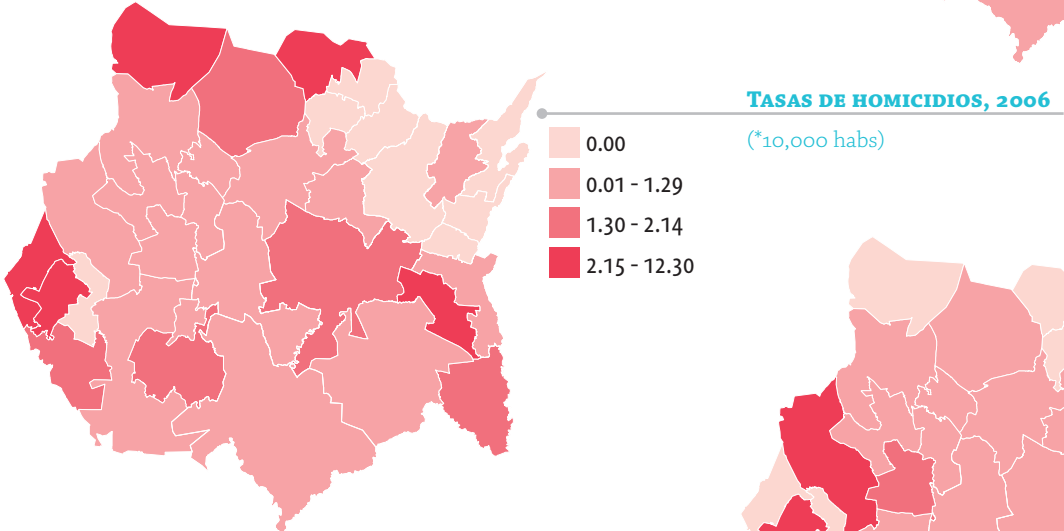 TASAS DE HOMICIDIOS, 2006
(*10,000 habs)
0.00
0.01 - 1.29
1.30 - 2.14
2.15 - 12.30